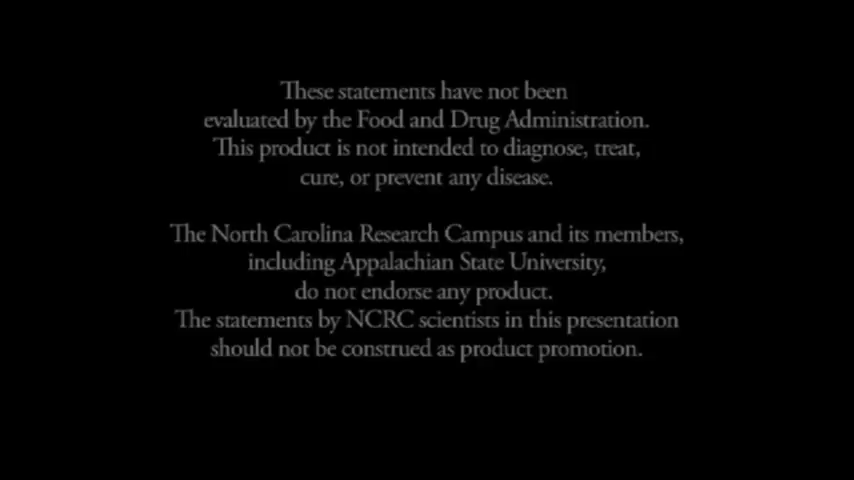 These statements have not been
evaluated by the Food and Drug Administration.
This product is not intended to diagnose, treat,
cure, or prevent any disease.
The North Carolina Research Campus and its members,
including Appalachian State University,
do not endorse any product.
The statements by NCRC scientists in this presentation
should not be construed as product promotion.